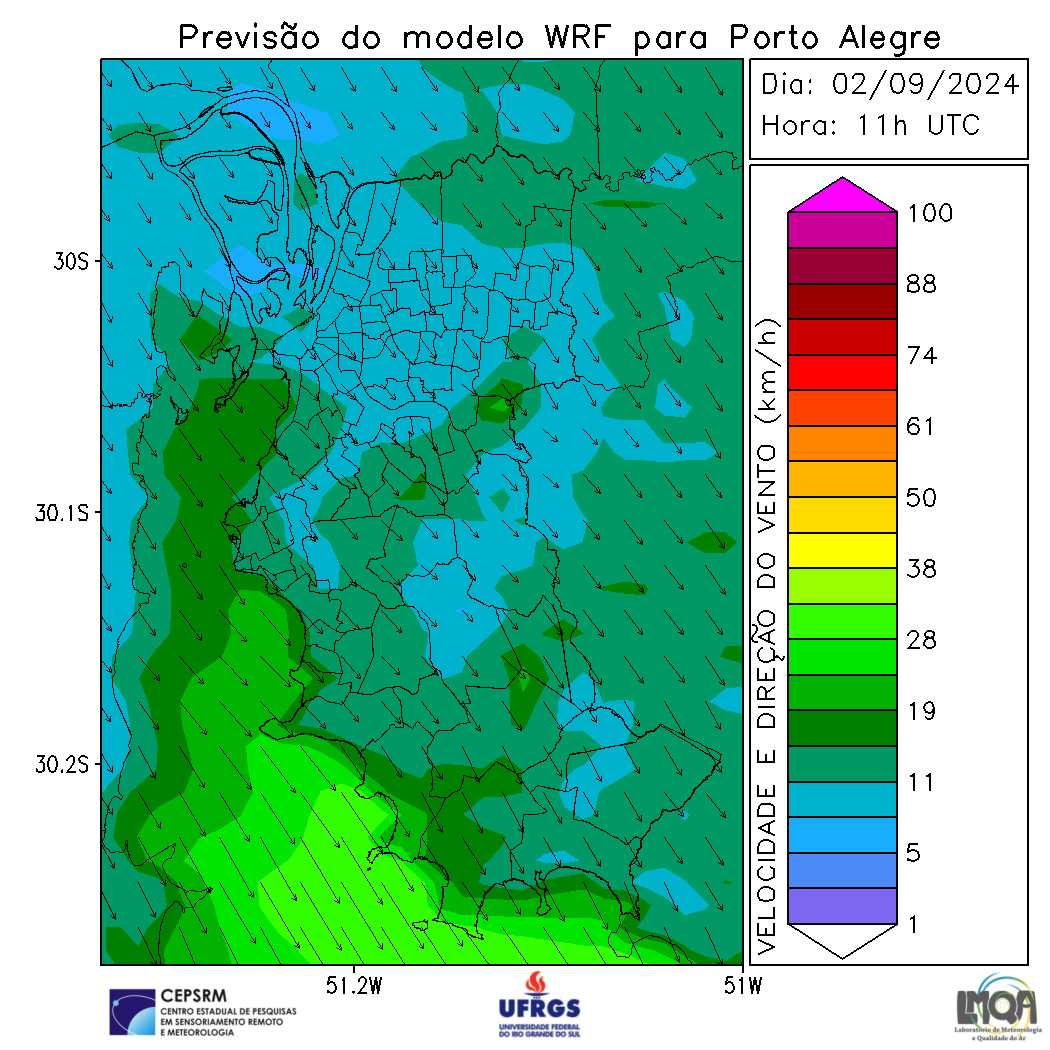 Previsão do modelo WRF para Porto Alegre
Dia: 02/09/2024
Hora: 11h UTC
30S
30.1S
30.2S
51.2W
51W
VELOCIDADE E DIREÇÃO DO VENTO (km/h)
100
88
74
61
50
38
28
19
11
5
1
CEPSRM
CENTRO ESTADUAL DE PESQUISAS
EM SENSORIAMENTO REMOTO
E METEOROLOGIA
UFRGS
UNIVERSIDADE FEDERAL
DO RIO GRANDE DO SUL
LMQA
Laboratório de Meteorologia
e Qualidade do Ar